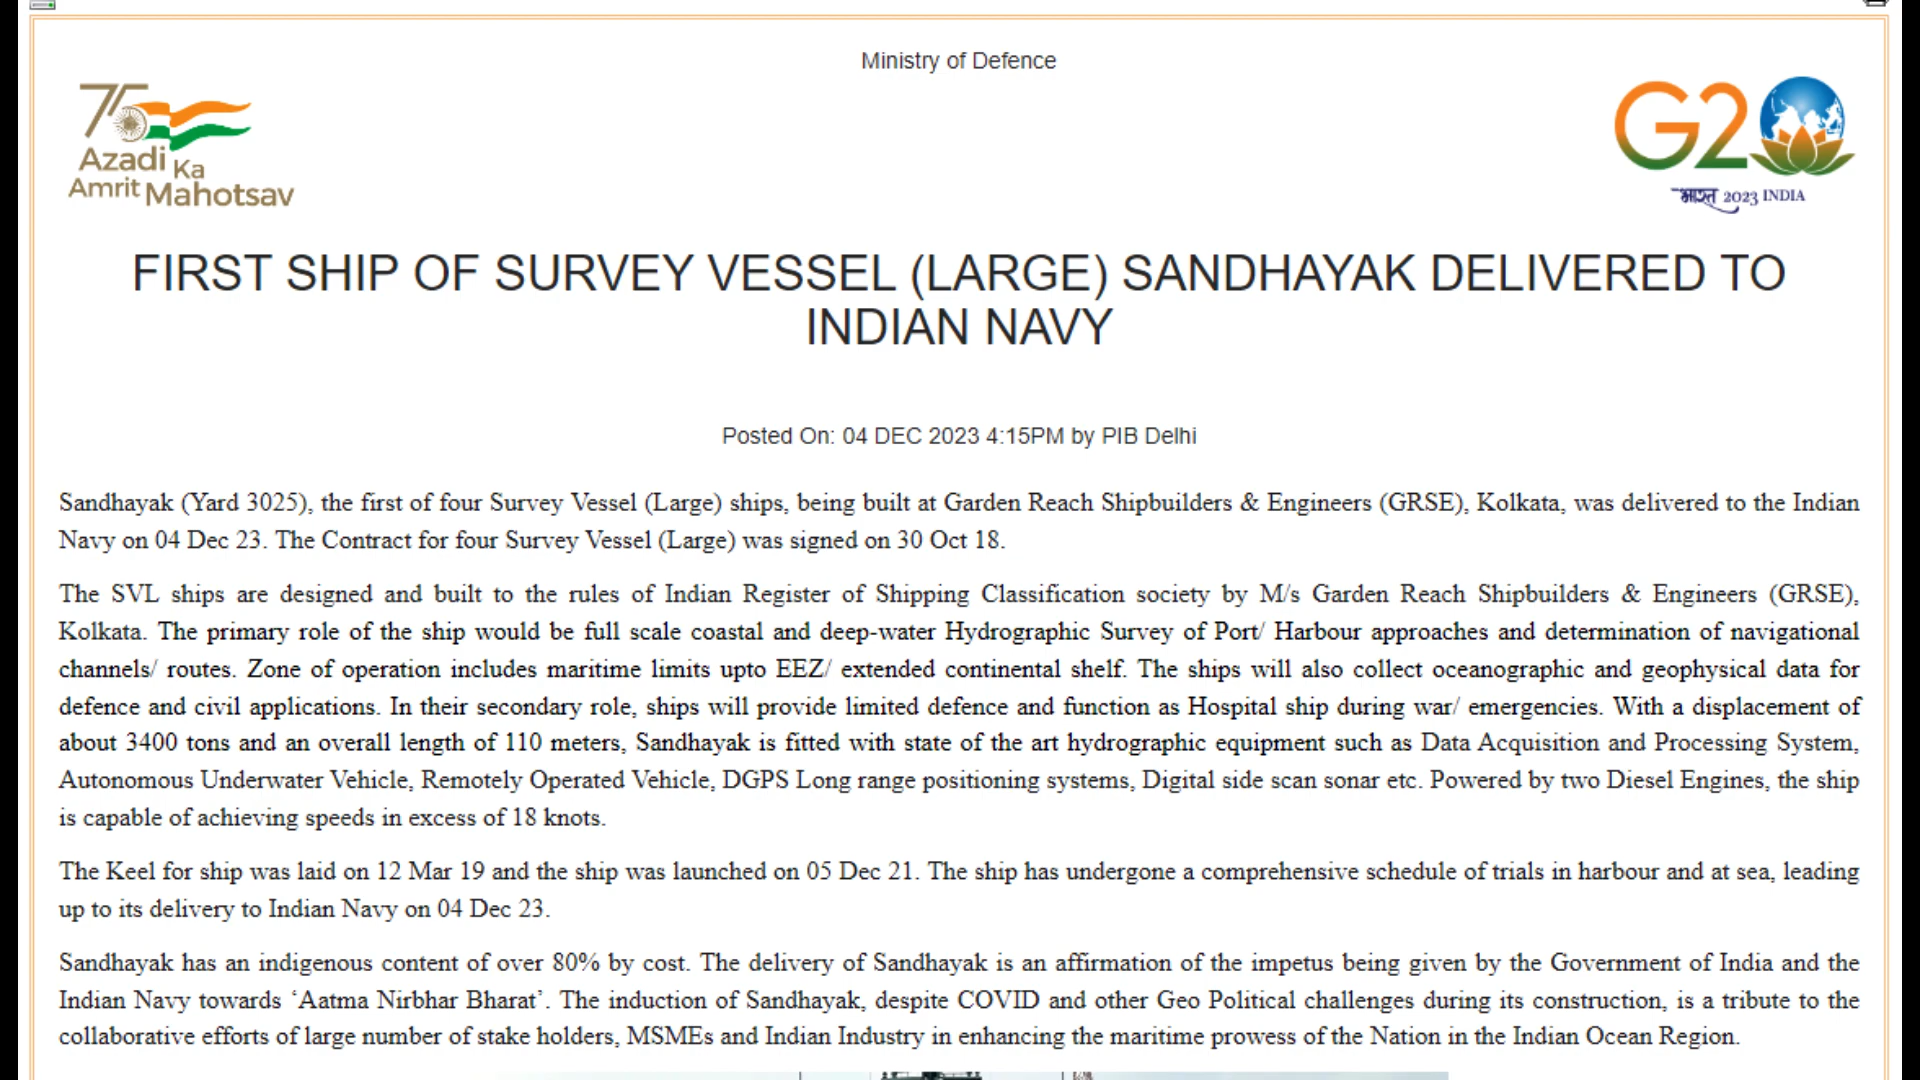 Ministry of Defence
75
Azadi Ka
Amrit Mahotsav
G20
भारत 2023 INDIA
FIRST SHIP OF SURVEY VESSEL (LARGE) SANDHAYAK DELIVERED TO
INDIAN NAVY
Posted On: 04 DEC 2023 4:15PM by PIB Delhi
Sandhayak (Yard 3025), the first of four Survey Vessel (Large) ships, being built at Garden Reach Shipbuilders & Engineers (GRSE), Kolkata, was delivered to the Indian
Navy on 04 Dec 23. The Contract for four Survey Vessel (Large) was signed on 30 Oct 18.
The SVL ships are designed and built to the rules of Indian Register of Shipping Classification society by M/s Garden Reach Shipbuilders & Engineers (GRSE),
Kolkata. The primary role of the ship would be full scale coastal and deep-water Hydrographic Survey of Port/ Harbour approaches and determination of navigational
channels/ routes. Zone of operation includes maritime limits upto EEZ/ extended continental shelf. The ships will also collect oceanographic and geophysical data for
defence and civil applications. In their secondary role, ships will provide limited defence and function as Hospital ship during war/ emergencies. With a displacement of
about 3400 tons and an overall length of 110 meters, Sandhayak is fitted with state of the art hydrographic equipment such as Data Acquisition and Processing System,
Autonomous Underwater Vehicle, Remotely Operated Vehicle, DGPS Long range positioning systems, Digital side scan sonar etc. Powered by two Diesel Engines, the ship
is capable of achieving speeds in excess of 18 knots.
The Keel for ship was laid on 12 Mar 19 and the ship was launched on 05 Dec 21. The ship has undergone a comprehensive schedule of trials in harbour and at sea, leading
up to its delivery to Indian Navy on 04 Dec 23.
Sandhayak has an indigenous content of over 80% by cost. The delivery of Sandhayak is an affirmation of the impetus being given by the Government of India and the
Indian Navy towards ‘Aatma Nirbhar Bharat’. The induction of Sandhayak, despite COVID and other Geo Political challenges during its construction, is a tribute to the
collaborative efforts of large number of stake holders, MSMEs and Indian Industry in enhancing the maritime prowess of the Nation in the Indian Ocean Region.